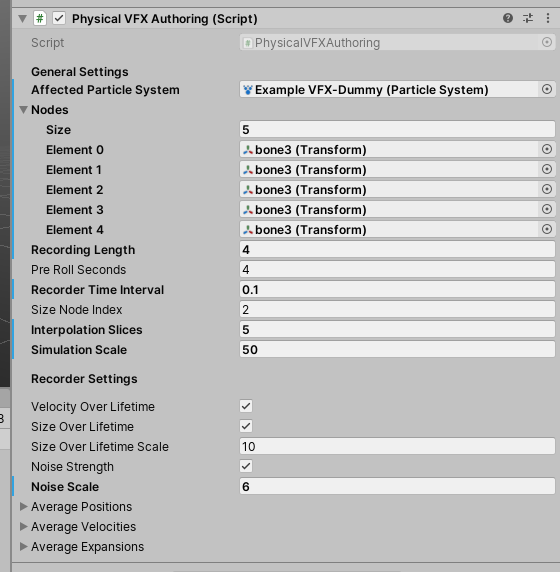 Physical VFX Authoring (Script)
Script PhysicalVFXAuthoring
General Settings
Affected Particle System Example VFX-Dummy (Particle System)
Nodes
Size 5
Element 0 bone3 (Transform)
Element 1 bone3 (Transform)
Element 2 bone3 (Transform)
Element 3 bone3 (Transform)
Element 4 bone3 (Transform)
Recording Length 4
Pre Roll Seconds 4
Recorder Time Interval 0.1
Size Node Index 2
Interpolation Slices 5
Simulation Scale 50
Recorder Settings
Velocity Over Lifetime
Size Over Lifetime
Size Over Lifetime Scale 10
Noise Strength
Noise Scale 6
Average Positions
Average Velocities
Average Expansions